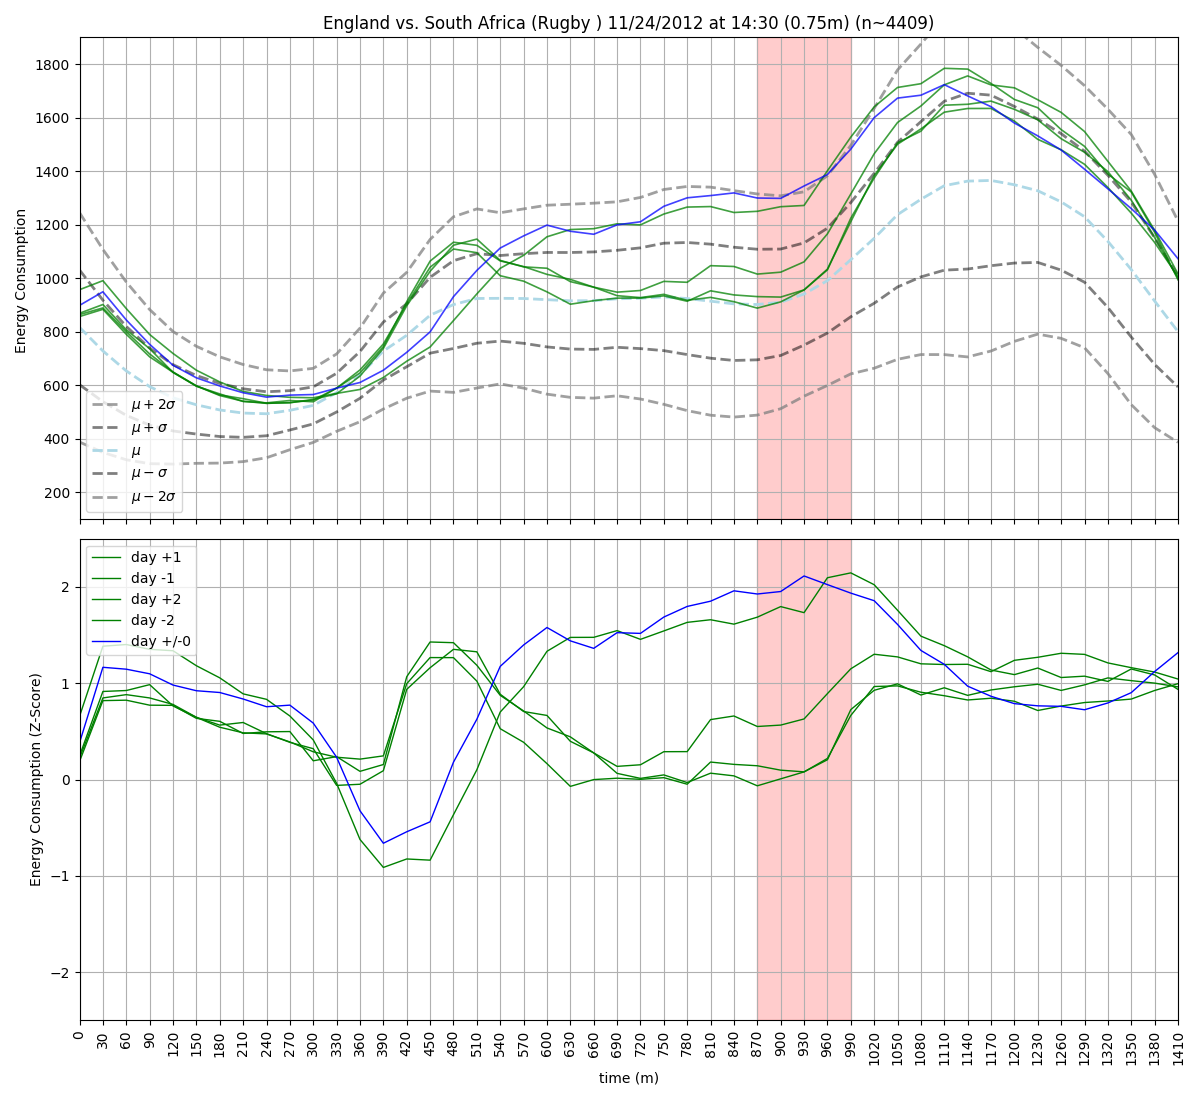 England vs. South Africa (Rugby ) 11/24/2012 at 14:30 (0.75m) (n~4409)
Energy Consumption
1800
1600
1400
1200
1000
800
600
400
200
μ + 2σ
μ + σ
μ
μ − σ
μ − 2σ
Energy Consumption (Z-Score)
2
1
0
−1
−2
day +1
day -1
day +2
day -2
day +/-0
0 30 60 90 120 150 180 210 240 270 300 330 360 390 420 450 480 510 540 570 600 630 660 690 720 750 780 810 840 870 900 930 960 990 1020 1050 1080 1110 1140 1170 1200 1230 1260 1290 1320 1350 1380 1410
time (m)